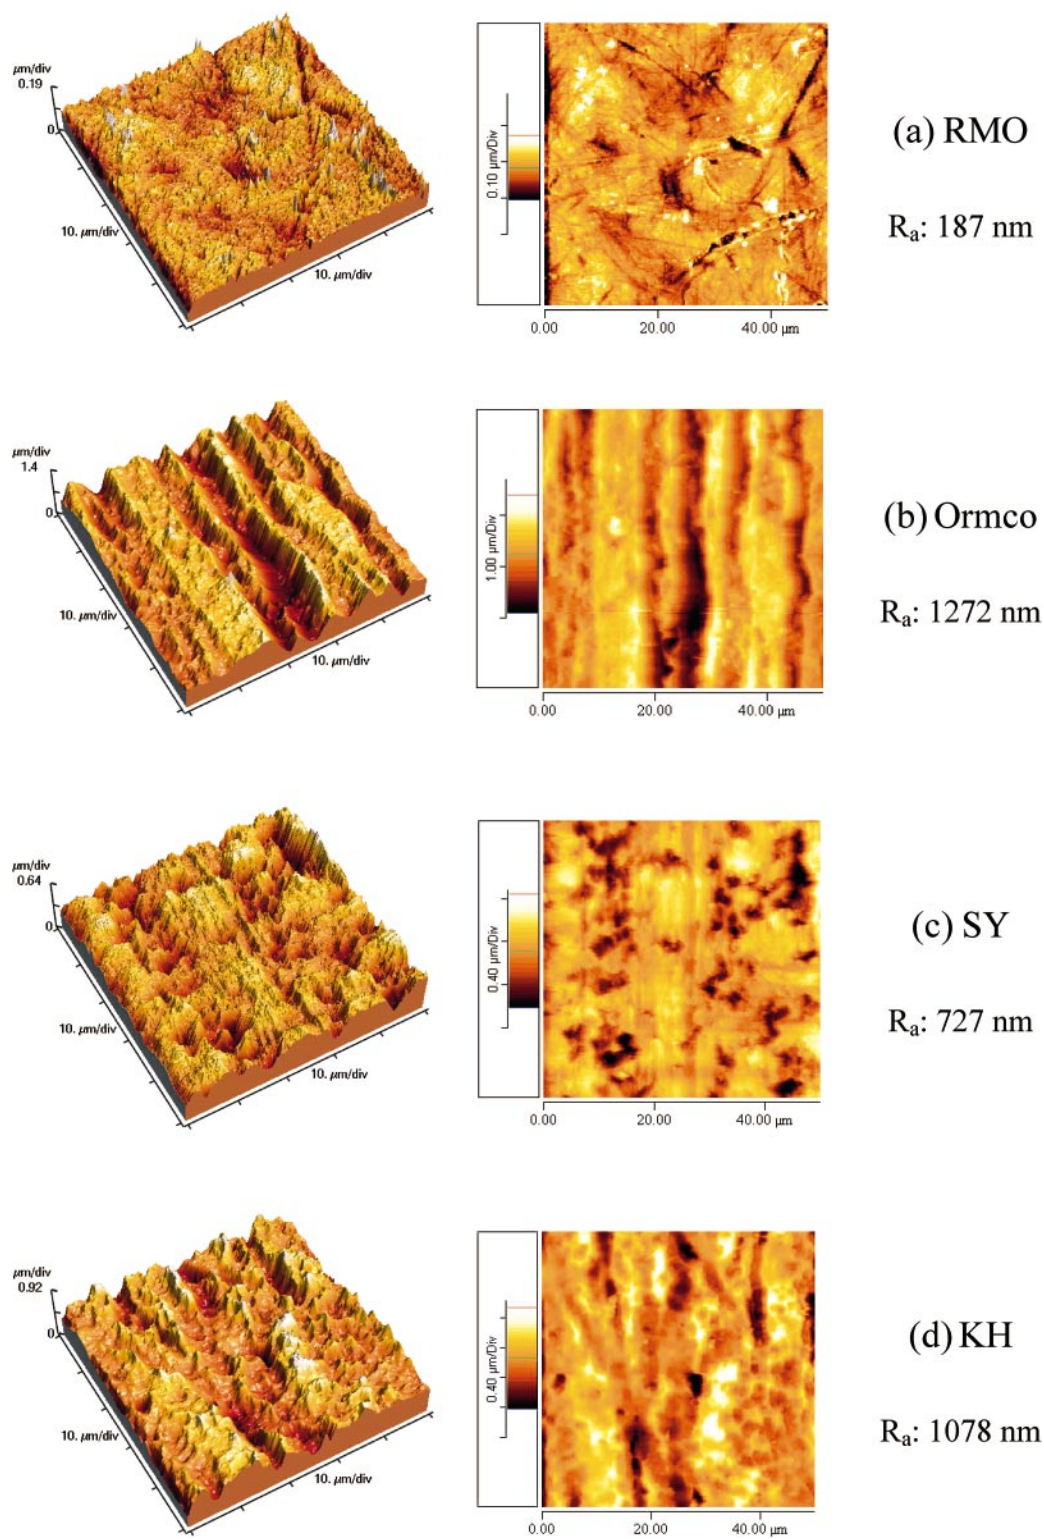 μm/div
0.19
0.
10. μm/div
10. μm/div
0.10 μm/Div
0.00
20.00
40.00 μm
(a) RMO
Ra: 187 nm
μm/div
1.4
0.
10. μm/div
10. μm/div
1.00 μm/Div
0.00
20.00
40.00 μm
(b) Ormco
Ra: 1272 nm
μm/div
0.64
0.
10. μm/div
10. μm/div
0.40 μm/Div
0.00
20.00
40.00 μm
(c) SY
Ra: 727 nm
μm/div
0.92
0.
10. μm/div
10. μm/div
0.40 μm/Div
0.00
20.00
40.00 μm
(d) KH
Ra: 1078 nm